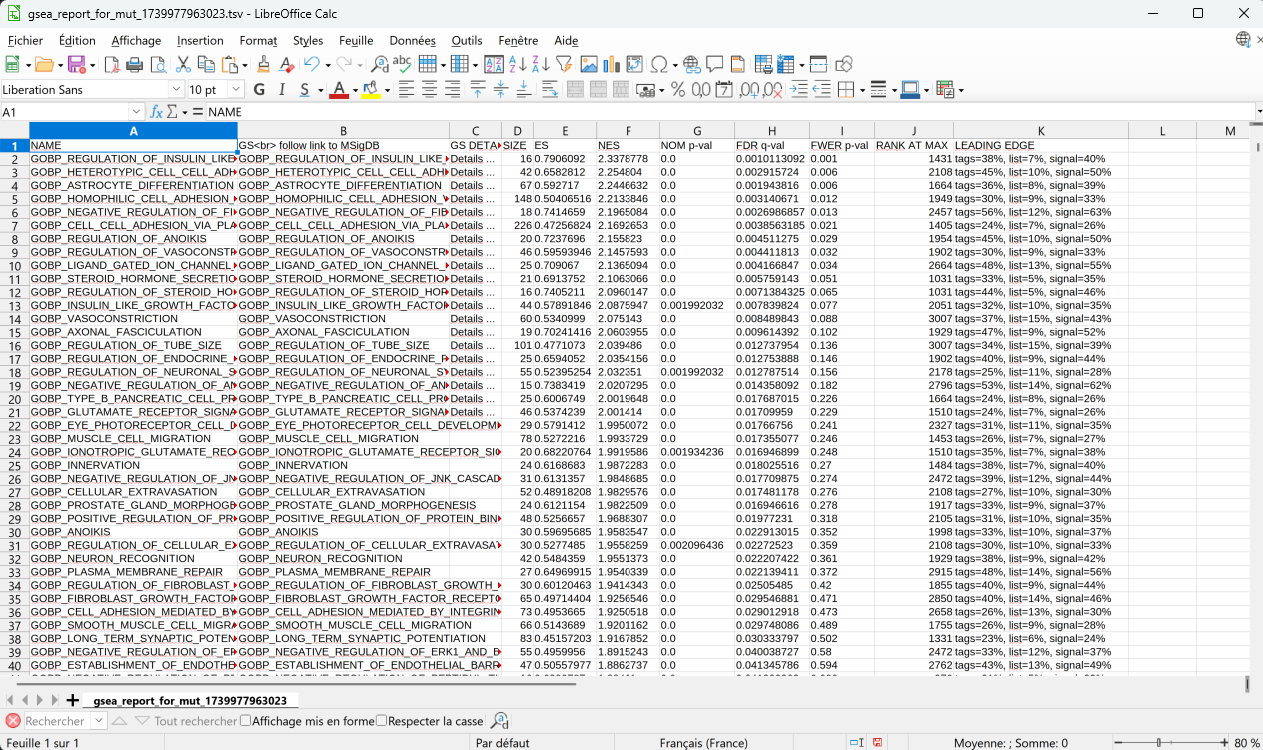 gsea_report_for_mut_1739977963023.tsv - LibreOffice Calc
Fichier Édition Affichage Insertion Format Styles Feuille Données Outils Fenêtre Aide
Liberation Sans 10 pt G I S A % 0,0 7 ,00 0,0
A1 fx Σ = NAME
A B C D E F G H I J K L M
1 NAME GS<br> follow link to MSigDB GS DETA SIZE ES NES NOM p-val FDR q-val FWER p-val RANK AT MAX LEADING EDGE
2 GOBP_REGULATION_OF_INSULIN_LIKE GOBP_REGULATION_OF_INSULIN_LIKE_ Details ... 16 0.7906092 2.3378778 0.0 0.0010113092 0.001 1431 tags=38%, list=7%, signal=40%
3 GOBP_HETEROTYPIC_CELL_CELL_ADH GOBP_HETEROTYPIC_CELL_CELL_ADH Details ... 42 0.6582812 2.254804 0.0 0.002915724 0.006 2108 tags=45%, list=10%, signal=50%
4 GOBP_ASTROCYTE_DIFFERENTIATION GOBP_ASTROCYTE_DIFFERENTIATION Details ... 67 0.592717 2.2446632 0.0 0.001943816 0.006 1664 tags=36%, list=8%, signal=39%
5 GOBP_HOMOPHILIC_CELL_ADHESION_ GOBP_HOMOPHILIC_CELL_ADHESION_ Details ... 148 0.50406516 2.2133846 0.0 0.003140671 0.012 1949 tags=30%, list=9%, signal=33%
6 GOBP_NEGATIVE_REGULATION_OF_FI GOBP_NEGATIVE_REGULATION_OF_FIE Details ... 18 0.7414659 2.1965084 0.0 0.0026986857 0.013 2457 tags=56%, list=12%, signal=63%
7 GOBP_CELL_CELL_ADHESION_VIA_PLA GOBP_CELL_CELL_ADHESION_VIA_PLA Details ... 226 0.47256824 2.1692653 0.0 0.0038563185 0.021 1405 tags=24%, list=7%, signal=26%
8 GOBP_REGULATION_OF_ANOIKIS GOBP_REGULATION_OF_ANOIKIS Details ... 20 0.7237696 2.155823 0.0 0.004511275 0.029 1954 tags=45%, list=10%, signal=50%
9 GOBP_REGULATION_OF_VASOCONSTR GOBP_REGULATION_OF_VASOCONSTR Details ... 46 0.59593946 2.1457593 0.0 0.004411813 0.032 1902 tags=30%, list=9%, signal=33%
10 GOBP_LIGAND_GATED_ION_CHANNEL_ GOBP_LIGAND_GATED_ION_CHANNEL_ Details ... 25 0.709067 2.1365094 0.0 0.004166847 0.034 2664 tags=48%, list=13%, signal=55%
11 GOBP_STEROID_HORMONE_SECRETIO GOBP_STEROID_HORMONE_SECRETIO Details ... 21 0.6913752 2.1063066 0.0 0.005759143 0.051 1031 tags=33%, list=5%, signal=35%
12 GOBP_REGULATION_OF_STEROID_HO GOBP_REGULATION_OF_STEROID_HOF Details ... 16 0.7405211 2.0960147 0.0 0.0071384325 0.065 1031 tags=44%, list=5%, signal=46%
13 GOBP_INSULIN_LIKE_GROWTH_FACTO GOBP_INSULIN_LIKE_GROWTH_FACTO Details ... 44 0.57891846 2.0875947 0.001992032 0.007839824 0.077 2051 tags=32%, list=10%, signal=35%
14 GOBP_VASOCONSTRICTION GOBP_VASOCONSTRICTION Details ... 60 0.5340999 2.075143 0.0 0.008489843 0.088 3007 tags=37%, list=15%, signal=43%
15 GOBP_AXONAL_FASCICULATION GOBP_AXONAL_FASCICULATION Details ... 19 0.70241416 2.0603955 0.0 0.009614392 0.102 1929 tags=47%, list=9%, signal=52%
16 GOBP_REGULATION_OF_TUBE_SIZE GOBP_REGULATION_OF_TUBE_SIZE Details ... 101 0.4771073 2.039486 0.0 0.012737954 0.136 3007 tags=34%, list=15%, signal=39%
17 GOBP_REGULATION_OF_ENDOCRINE_ GOBP_REGULATION_OF_ENDOCRINE_F Details ... 25 0.6594052 2.0354156 0.0 0.012753888 0.146 1902 tags=40%, list=9%, signal=44%
18 GOBP_REGULATION_OF_NEURONAL_S GOBP_REGULATION_OF_NEURONAL_SY Details ... 55 0.52395254 2.032351 0.001992032 0.012787514 0.156 2178 tags=25%, list=11%, signal=28%
19 GOBP_NEGATIVE_REGULATION_OF_AN GOBP_NEGATIVE_REGULATION_OF_AN Details ... 15 0.7383419 2.0207295 0.0 0.014358092 0.182 2796 tags=53%, list=14%, signal=62%
20 GOBP_TYPE_B_PANCREATIC_CELL_PR GOBP_TYPE_B_PANCREATIC_CELL_PR Details ... 25 0.6006749 2.0019648 0.0 0.017687015 0.226 1664 tags=24%, list=8%, signal=26%
21 GOBP_GLUTAMATE_RECEPTOR_SIGNA GOBP_GLUTAMATE_RECEPTOR_SIGNA Details ... 46 0.5374239 2.001414 0.0 0.01709959 0.229 1510 tags=24%, list=7%, signal=26%
22 GOBP_EYE_PHOTORECEPTOR_CELL_D GOBP_EYE_PHOTORECEPTOR_CELL_DEVELOPM 29 0.5791412 1.9950072 0.0 0.01766756 0.241 2327 tags=31%, list=11%, signal=35%
23 GOBP_MUSCLE_CELL_MIGRATION GOBP_MUSCLE_CELL_MIGRATION 78 0.5272216 1.9933729 0.0 0.017355077 0.246 1453 tags=26%, list=7%, signal=27%
24 GOBP_IONOTROPIC_GLUTAMATE_REC GOBP_IONOTROPIC_GLUTAMATE_RECEPTOR_SIG 20 0.68220764 1.9919586 0.001934236 0.016946899 0.248 1510 tags=35%, list=7%, signal=38%
25 GOBP_INNERVATION GOBP_INNERVATION 24 0.6168683 1.9872283 0.0 0.018025516 0.27 1484 tags=38%, list=7%, signal=40%
26 GOBP_NEGATIVE_REGULATION_OF_JN GOBP_NEGATIVE_REGULATION_OF_JNK_CASCAD 31 0.6131357 1.9848685 0.0 0.017709875 0.274 2472 tags=39%, list=12%, signal=44%
27 GOBP_CELLULAR_EXTRAVASATION GOBP_CELLULAR_EXTRAVASATION 52 0.48918208 1.9829576 0.0 0.017481178 0.276 2108 tags=27%, list=10%, signal=30%
28 GOBP_PROSTATE_GLAND_MORPHOGE GOBP_PROSTATE_GLAND_MORPHOGENESIS 24 0.6121154 1.9822509 0.0 0.016946616 0.278 1917 tags=33%, list=9%, signal=37%
29 GOBP_POSITIVE_REGULATION_OF_PR GOBP_POSITIVE_REGULATION_OF_PROTEIN_BIN 48 0.5256657 1.9688307 0.0 0.01977231 0.318 2105 tags=31%, list=10%, signal=35%
30 GOBP_ANOIKIS GOBP_ANOIKIS 30 0.59695685 1.9583547 0.0 0.022913015 0.352 1998 tags=33%, list=10%, signal=37%
31 GOBP_REGULATION_OF_CELLULAR_E GOBP_REGULATION_OF_CELLULAR_EXTRAVASA 30 0.5277485 1.9558259 0.002096436 0.02272523 0.359 2108 tags=30%, list=10%, signal=33%
32 GOBP_NEURON_RECOGNITION GOBP_NEURON_RECOGNITION 42 0.5484359 1.9551373 0.0 0.022207422 0.361 1929 tags=38%, list=9%, signal=42%
33 GOBP_PLASMA_MEMBRANE_REPAIR GOBP_PLASMA_MEMBRANE_REPAIR 27 0.64969915 1.9540339 0.0 0.022139411 0.372 2915 tags=48%, list=14%, signal=56%
34 GOBP_REGULATION_OF_FIBROBLAST_ GOBP_REGULATION_OF_FIBROBLAST_GROWTH_ 30 0.60120463 1.9414343 0.0 0.02505485 0.42 1855 tags=40%, list=9%, signal=44%
35 GOBP_FIBROBLAST_GROWTH_FACTOR GOBP_FIBROBLAST_GROWTH_FACTOR_RECEPTO 65 0.49714404 1.9256546 0.0 0.029546881 0.471 2850 tags=40%, list=14%, signal=46%
36 GOBP_CELL_ADHESION_MEDIATED_BY GOBP_CELL_ADHESION_MEDIATED_BY_INTEGRIN 73 0.4953665 1.9250518 0.0 0.029012918 0.473 2658 tags=26%, list=13%, signal=30%
37 GOBP_SMOOTH_MUSCLE_CELL_MIGRA GOBP_SMOOTH_MUSCLE_CELL_MIGRATION 66 0.5143689 1.9201162 0.0 0.029748086 0.489 1755 tags=26%, list=9%, signal=28%
38 GOBP_LONG_TERM_SYNAPTIC_POTEN GOBP_LONG_TERM_SYNAPTIC_POTENTIATION 83 0.45157203 1.9167852 0.0 0.030333797 0.502 1331 tags=23%, list=6%, signal=24%
39 GOBP_NEGATIVE_REGULATION_OF_EF GOBP_NEGATIVE_REGULATION_OF_ERK1_AND_E 55 0.4959956 1.8915243 0.0 0.040038727 0.58 2472 tags=33%, list=12%, signal=37%
40 GOBP_ESTABLISHMENT_OF_ENDOTHE GOBP_ESTABLISHMENT_OF_ENDOTHELIAL_BARR 47 0.50557977 1.8862737 0.0 0.041345786 0.594 2762 tags=43%, list=13%, signal=49%
gsea_report_for_mut_1739977963023
Rechercher Tout rechercher Affichage mis en forme Respecter la casse
Feuille 1 sur 1 Par défaut Français (France) Moyenne: ; Somme: 0 80 %